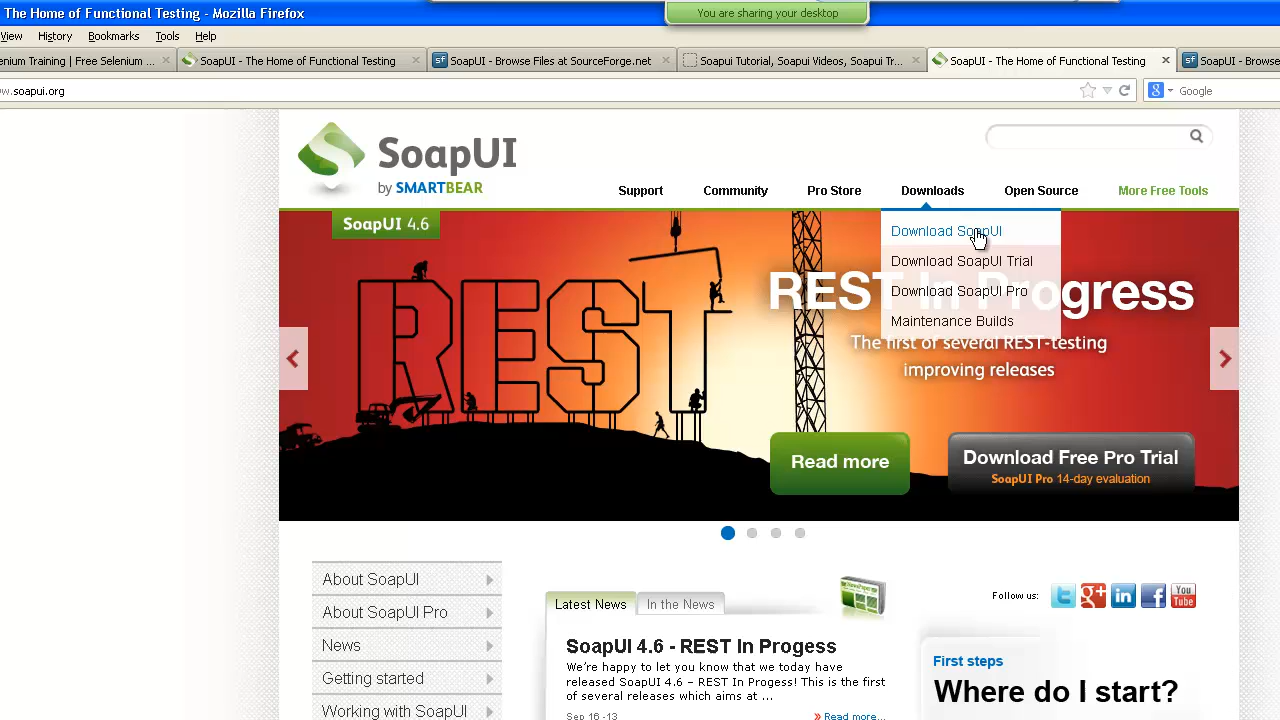 The Home of Functional Testing - Mozilla Firefox
You are sharing your desktop
View History Bookmarks Tools Help
enium Training | Free Selenium ...
SoapUI - The Home of Functional Testing
sf SoapUI - Browse Files at SourceForge.net
Soapui Tutorial, Soapui Videos, Soapui Tr...
SoapUI - The Home of Functional Testing
sf SoapUI - Browse
w.soapui.org
Google
SoapUI
by SMARTBEAR
Support
Community
Pro Store
Downloads
Open Source
More Free Tools
SoapUI 4.6
Download SoapUI
Download SoapUI Trial
Download SoapUI Pro
Maintenance Builds
REST
REST In Progress
The first of several REST-testing
improving releases
Read more
Download Free Pro Trial
SoapUI Pro 14-day evaluation
About SoapUI
About SoapUI Pro
News
Getting started
Working with SoapUI
Latest News
In the News
SoapUI 4.6 - REST In Progess
We're happy to let you know that we today have
released SoapUI 4.6 – REST In Progess! This is the first
of several releases which aims at ...
Sep 16 -13
» Read more...
Follow us:
You Tube
First steps
Where do I start?